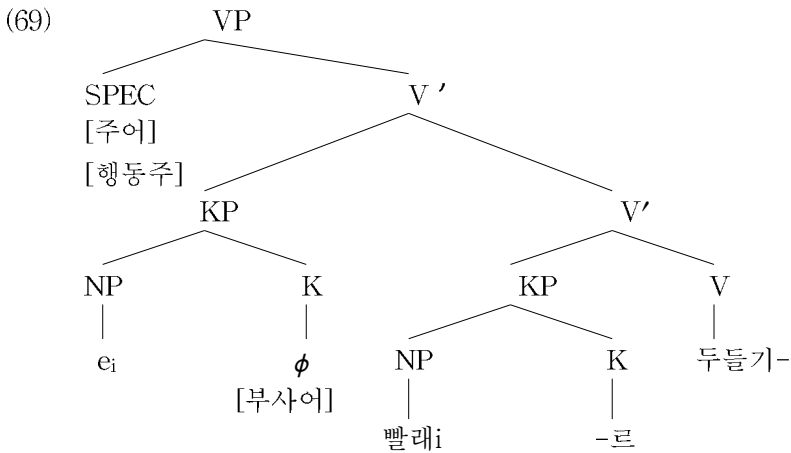 (69) VP
SPEC V ′
[주어]
[행동주]
KP V′
NP K KP V
eᵢ ϕ NP K 두들기-
[부사어]
빨래i -르